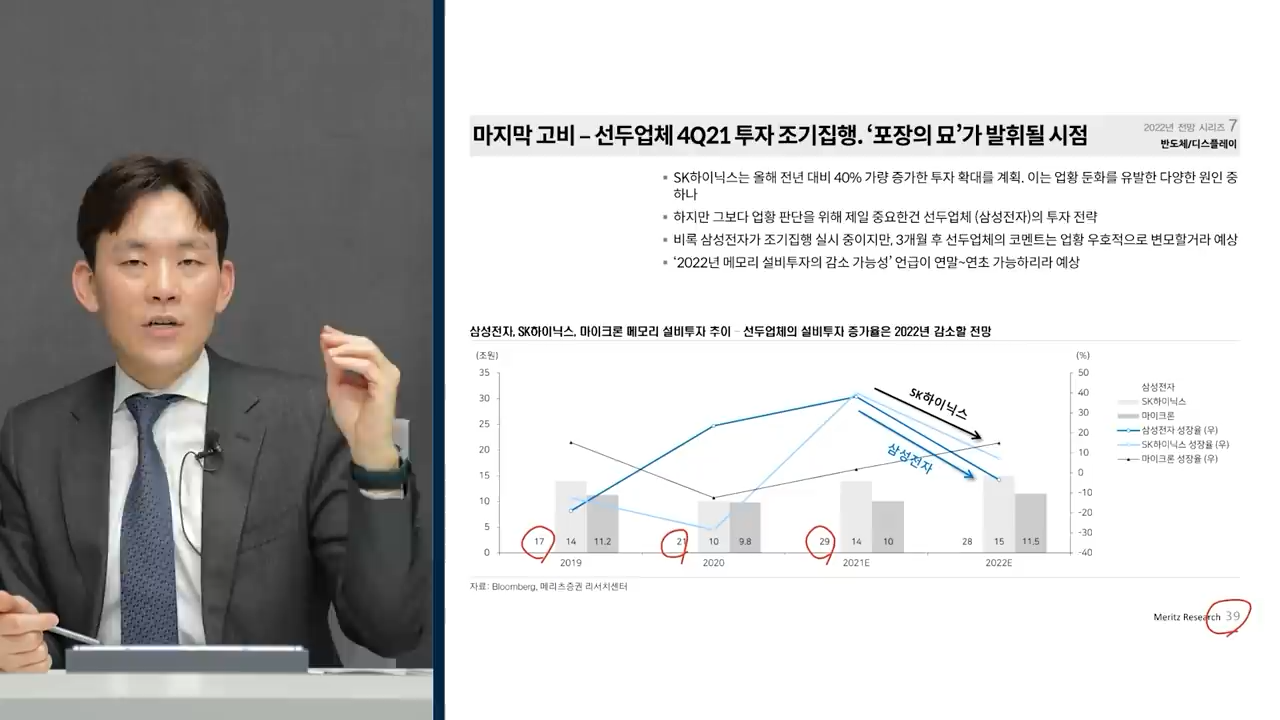 마지막 고비 – 선두업체 4Q21 투자 조기집행. ‘포장의 묘’가 발휘될 시점
2022년 전망 시리즈 7
반도체/디스플레이
▪ SK하이닉스는 올해 전년 대비 40% 가량 증가한 투자 확대를 계획. 이는 업황 둔화를 유발한 다양한 원인 중
하나
▪ 하지만 그보다 업황 판단을 위해 제일 중요한건 선두업체 (삼성전자)의 투자 전략
▪ 비록 삼성전자가 조기집행 실시 중이지만, 3개월 후 선두업체의 코멘트는 업황 우호적으로 변모할거라 예상
▪ ‘2022년 메모리 설비투자의 감소 가능성’ 언급이 연말~연초 가능하리라 예상
삼성전자, SK하이닉스, 마이크론 메모리 설비투자 추이 – 선두업체의 설비투자 증가율은 2022년 감소할 전망
(조원)
(%)
35
30
25
20
15
10
5
0
50
40
30
20
10
0
-10
-20
-30
-40
SK하이닉스
삼성전자
17 14 11.2
21 10 9.8
29 14 10
28 15 11.5
2019 2020 2021E 2022E
삼성전자
SK하이닉스
마이크론
삼성전자 성장율 (우)
SK하이닉스 성장율 (우)
마이크론 성장율 (우)
자료: Bloomberg, 메리츠증권 리서치센터
Meritz Research 39